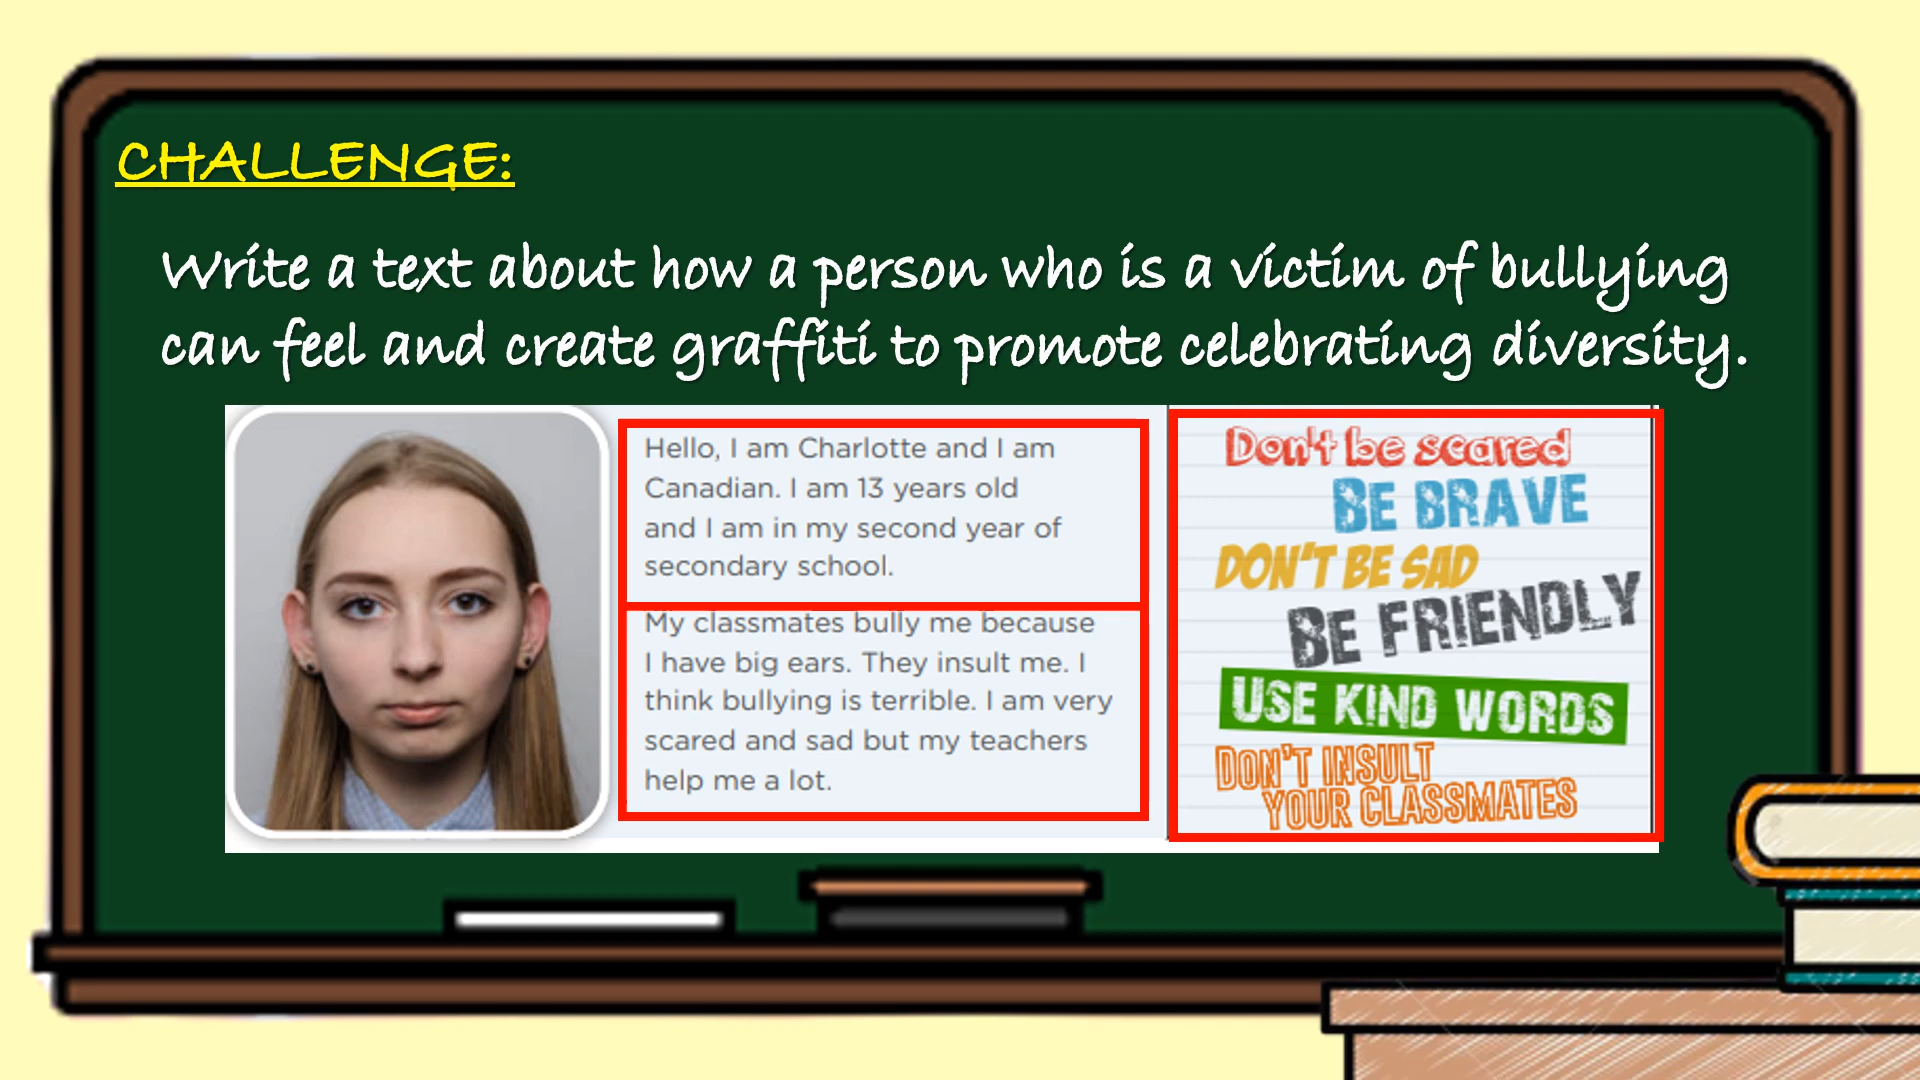 CHALLENGE:
Write a text about how a person who is a victim of bullying
can feel and create graffiti to promote celebrating diversity.
Hello, I am Charlotte and I am
Canadian. I am 13 years old
and I am in my second year of
secondary school.
My classmates bully me because
I have big ears. They insult me. I
think bullying is terrible. I am very
scared and sad but my teachers
help me a lot.
Don't be scared
BE BRAVE
DON'T BE SAD
BE FRIENDLY
USE KIND WORDS
DON'T INSULT
YOUR CLASSMATES